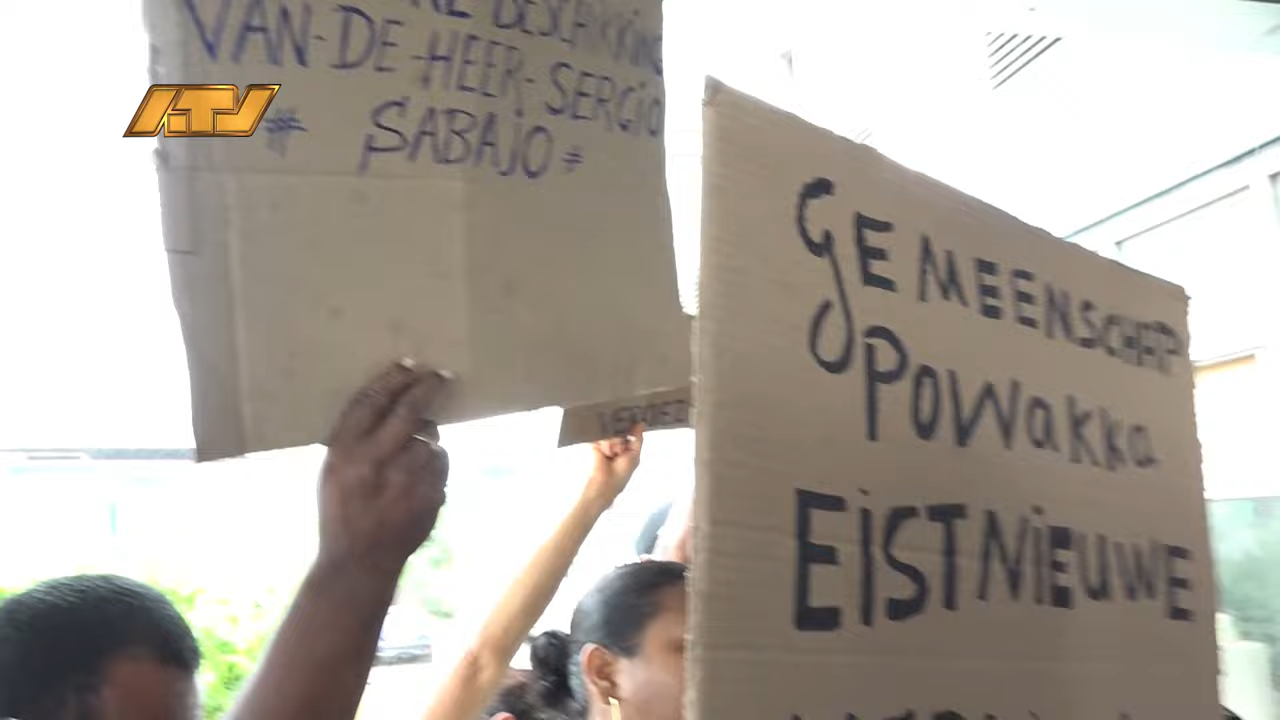 VAN-DE-HEER-SERGIO
* SABAJO *
ATV
GEMEENSCHAP
POWAKKA
EIST NIEUWE